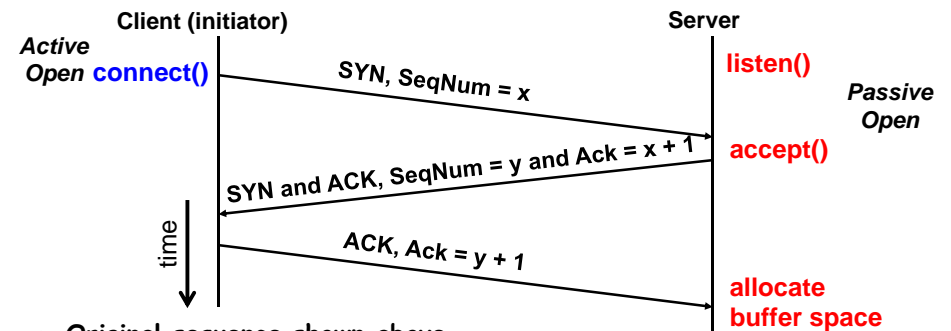 Client (initiator)
Server
Active
Open
connect()
listen()
SYN, SeqNum = x
Passive
Open
accept()
SYN and ACK, SeqNum = y and Ack = x + 1
time
ACK, Ack = y + 1
allocate
buffer space